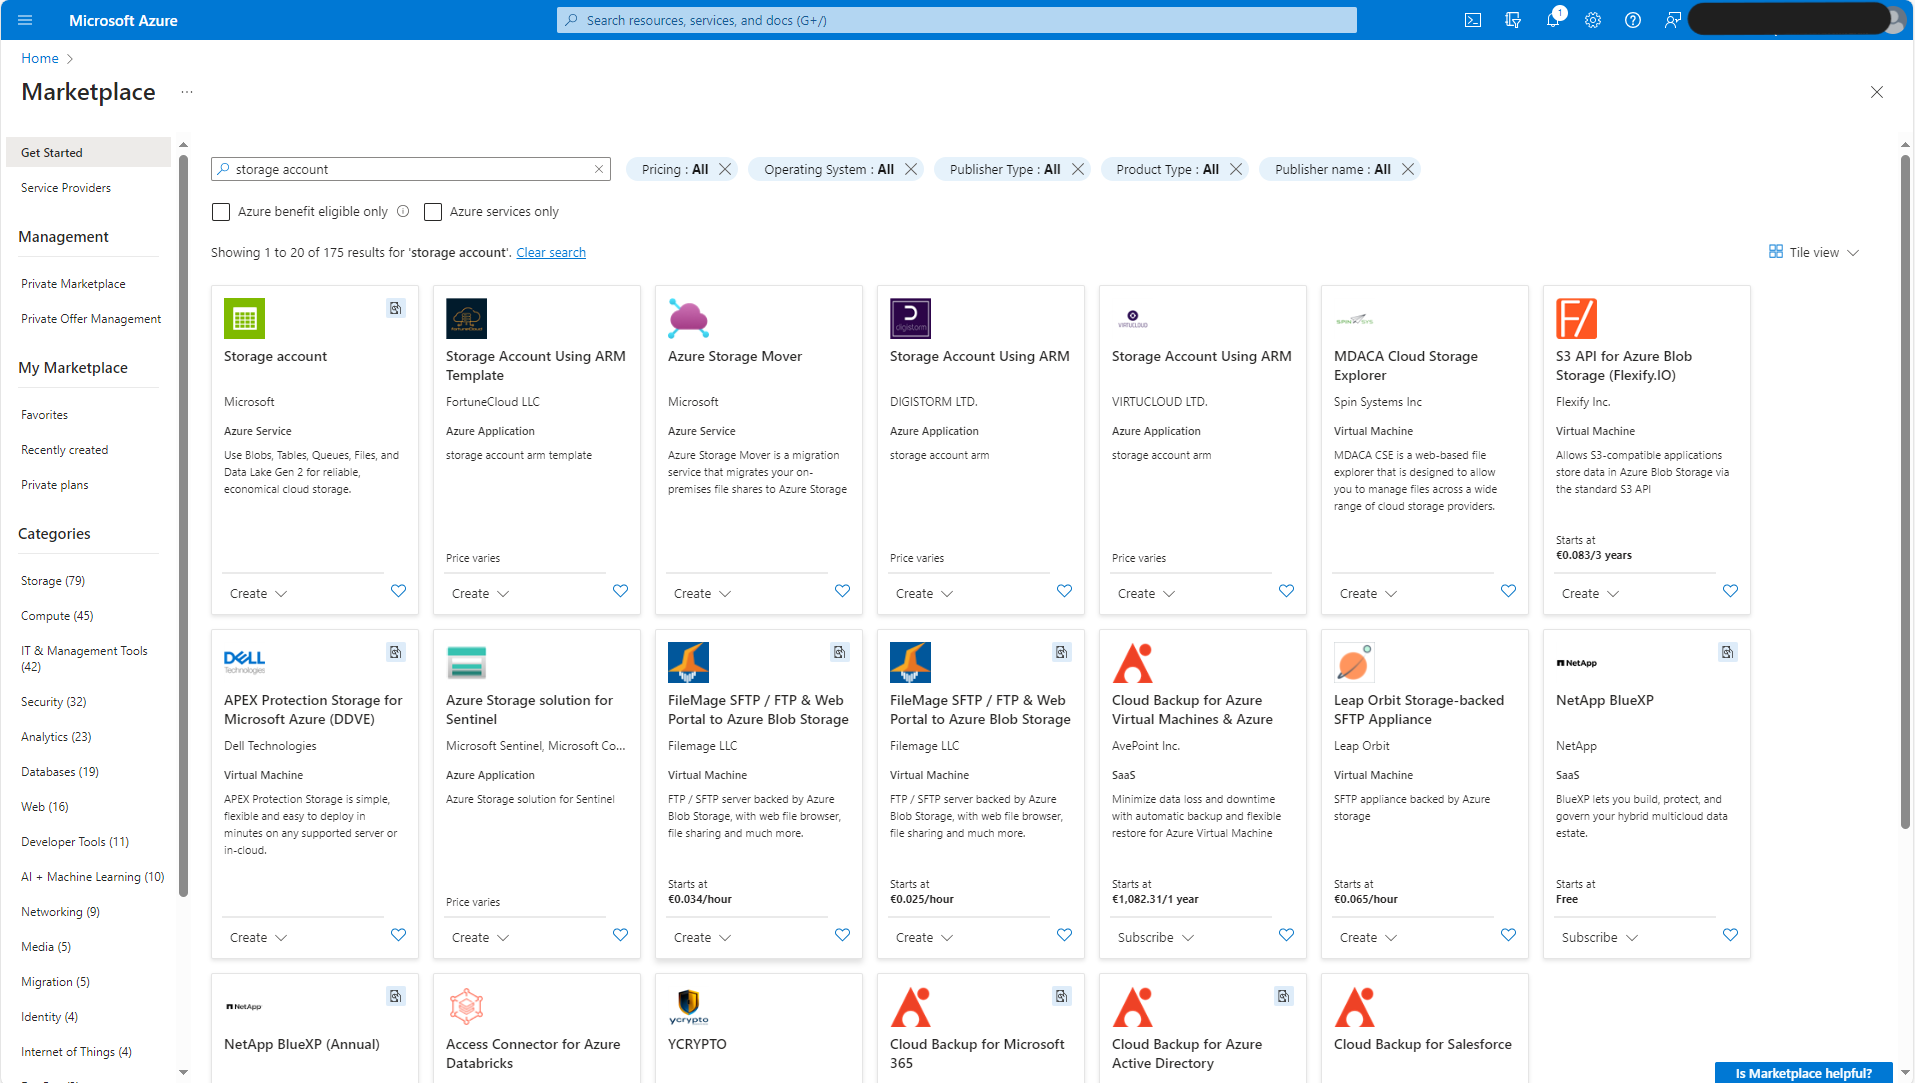 Microsoft Azure
Search resources, services, and docs (G+/)
1
Home
Marketplace
...
Get Started
Service Providers
Management
Private Marketplace
Private Offer Management
My Marketplace
Favorites
Recently created
Private plans
Categories
Storage (79)
Compute (45)
IT & Management Tools
(42)
Security (32)
Analytics (23)
Databases (19)
Web (16)
Developer Tools (11)
AI + Machine Learning (10)
Networking (9)
Media (5)
Migration (5)
Identity (4)
Internet of Things (4)
storage account
Pricing : All
Operating System : All
Publisher Type : All
Product Type : All
Publisher name : All
Azure benefit eligible only
Azure services only
Showing 1 to 20 of 175 results for 'storage account'. Clear search
Tile view
Storage account
Microsoft
Azure Service
Use Blobs, Tables, Queues, Files, and
Data Lake Gen 2 for reliable,
economical cloud storage.
Create
FortuneCloud
Storage Account Using ARM
Template
FortuneCloud LLC
Azure Application
storage account arm template
Price varies
Create
Azure Storage Mover
Microsoft
Azure Service
Azure Storage Mover is a migration
service that migrates your on-
premises file shares to Azure Storage
Create
digistorm
Storage Account Using ARM
DIGISTORM LTD.
Azure Application
storage account arm
Price varies
Create
VIRTUCLOUD
Storage Account Using ARM
VIRTUCLOUD LTD.
Azure Application
storage account arm
Price varies
Create
SPIN SYS
MDACA Cloud Storage
Explorer
Spin Systems Inc
Virtual Machine
MDACA CSE is a web-based file
explorer that is designed to allow
you to manage files across a wide
range of cloud storage providers.
Create
F/
S3 API for Azure Blob
Storage (Flexify.IO)
Flexify Inc.
Virtual Machine
Allows S3-compatible applications
store data in Azure Blob Storage via
the standard S3 API
Starts at
€0.083/3 years
Create
DELL
Technologies
APEX Protection Storage for
Microsoft Azure (DDVE)
Dell Technologies
Virtual Machine
APEX Protection Storage is simple,
flexible and easy to deploy in
minutes on any supported server or
in-cloud.
Create
Azure Storage solution for
Sentinel
Microsoft Sentinel, Microsoft Co...
Azure Application
Azure Storage solution for Sentinel
Price varies
Create
FileMage SFTP / FTP & Web
Portal to Azure Blob Storage
Filemage LLC
Virtual Machine
FTP / SFTP server backed by Azure
Blob Storage, with web file browser,
file sharing and much more.
Starts at
€0.034/hour
Create
FileMage SFTP / FTP & Web
Portal to Azure Blob Storage
Filemage LLC
Virtual Machine
FTP / SFTP server backed by Azure
Blob Storage, with web file browser,
file sharing and much more.
Starts at
€0.025/hour
Create
Cloud Backup for Azure
Virtual Machines & Azure
AvePoint Inc.
SaaS
Minimize data loss and downtime
with automatic backup and flexible
restore for Azure Virtual Machine
Starts at
€1,082.31/1 year
Subscribe
Leap Orbit Storage-backed
SFTP Appliance
Leap Orbit
Virtual Machine
SFTP appliance backed by Azure
storage
Starts at
€0.065/hour
Create
NetApp
NetApp BlueXP
NetApp
SaaS
BlueXP lets you build, protect, and
govern your hybrid multicloud data
estate.
Starts at
Free
Subscribe
NetApp
NetApp BlueXP (Annual)
Access Connector for Azure
Databricks
ycrypto
YCRYPTO
Cloud Backup for Microsoft
365
Cloud Backup for Azure
Active Directory
Cloud Backup for Salesforce
Is Marketplace helpful?